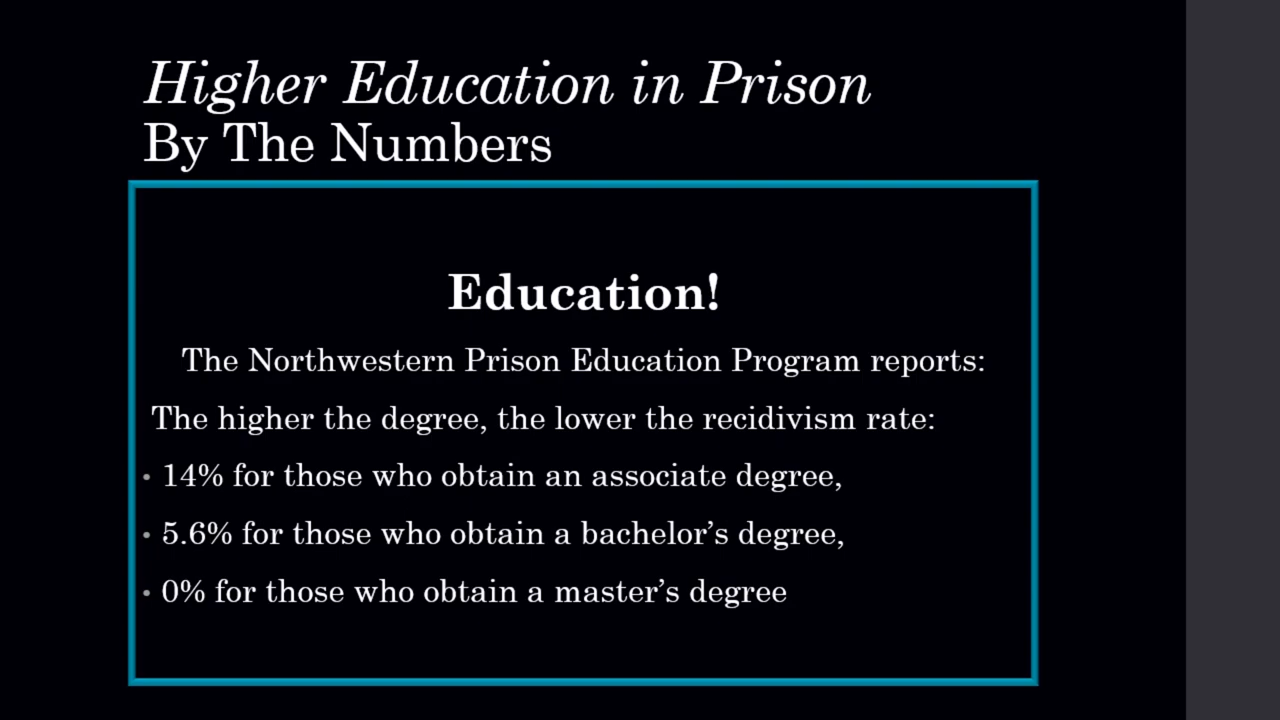 Higher Education in Prison
By The Numbers
Education!
The Northwestern Prison Education Program reports:
The higher the degree, the lower the recidivism rate:
• 14% for those who obtain an associate degree,
• 5.6% for those who obtain a bachelor’s degree,
• 0% for those who obtain a master’s degree